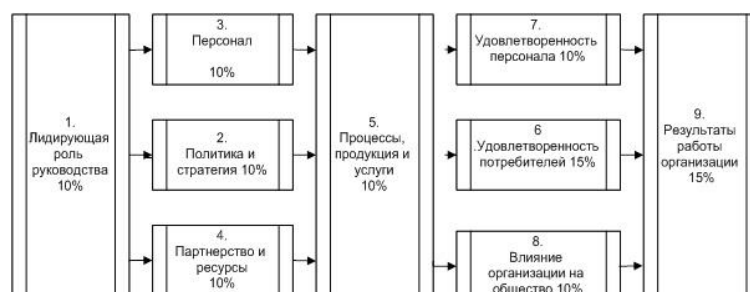 1.
Лидирующая
роль
руководства
10%
3.
Персонал
10%
2.
Политика и
стратегия 10%
4.
Партнерство и
ресурсы
10%
5.
Процессы,
продукция и
услуги
10%
7.
Удовлетворенность
персонала 10%
6
.Удовлетворенность
потребителей 15%
8.
Влияние
организации на
общество 10%
9.
Результаты
работы
организации
15%